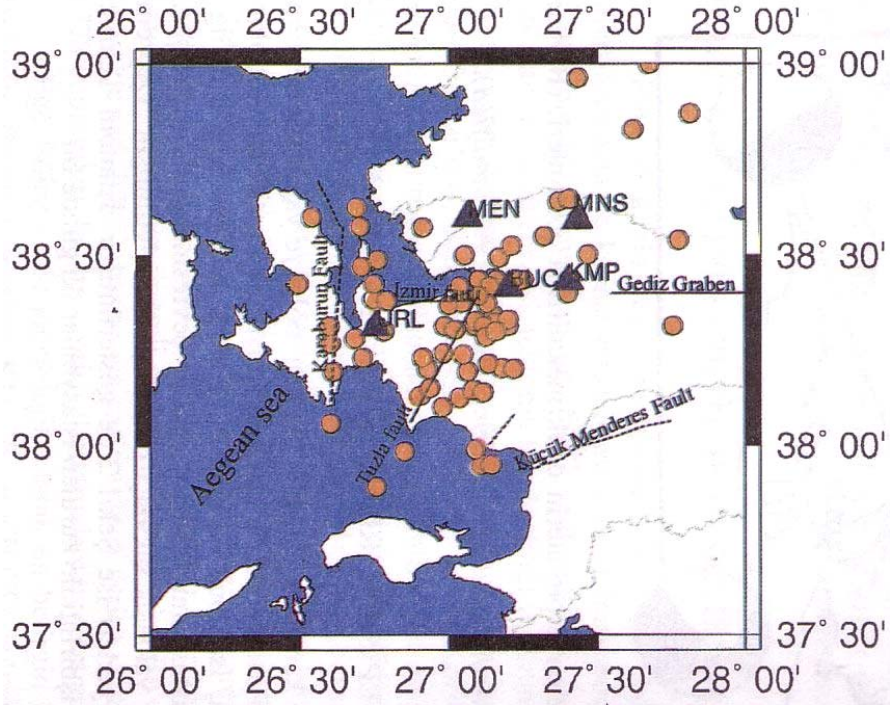 26° 00' 26° 30' 27° 00' 27° 30' 28° 00'
39° 00' 39° 00'
MEN MNS
38° 30' 38° 30'
Karaburun Fault
BUC KMP
Gediz Graben
Izmir fault
URL
Aegean sea
Tuzla fault
Küçük Menderes Fault
38° 00' 38° 00'
37° 30' 37° 30'
26° 00' 26° 30' 27° 00' 27° 30' 28° 00'